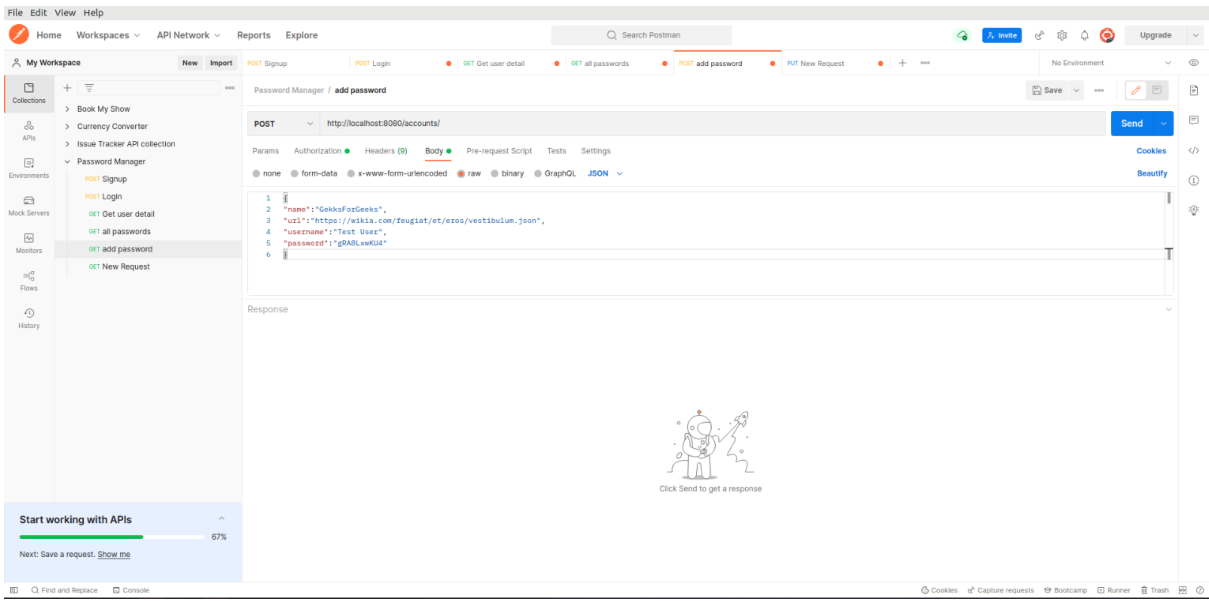 File Edit View Help
Home Workspaces API Network Reports Explore Search Postman Invite Upgrade
My Workspace New Import POST Signup POST Login GET Get user detail GET all passwords POST add password PUT New Request No Environment
Collections
APIs
Environments
Mock Servers
Monitors
Flows
History
Book My Show
Currency Converter
Issue Tracker API collection
Password Manager
POST Signup
POST Login
GET Get user detail
GET all passwords
GET add password
GET New Request
Password Manager / add password Save
POST http://localhost:8080/accounts/ Send
Params Authorization Headers (9) Body Pre-request Script Tests Settings Cookies
none form-data x-www-form-urlencoded raw binary GraphQL JSON Beautify
1 {
2 "name":"GekksForGeeks",
3 "url":"https://wikia.com/feugiat/et/eros/vestibulum.json",
4 "username":"Test User",
5 "password":"gRA8LxwKU4"
6 }
Response
Click Send to get a response
Start working with APIs
67%
Next: Save a request. Show me
Find and Replace Console Cookies Capture requests Bootcamp Runner Trash